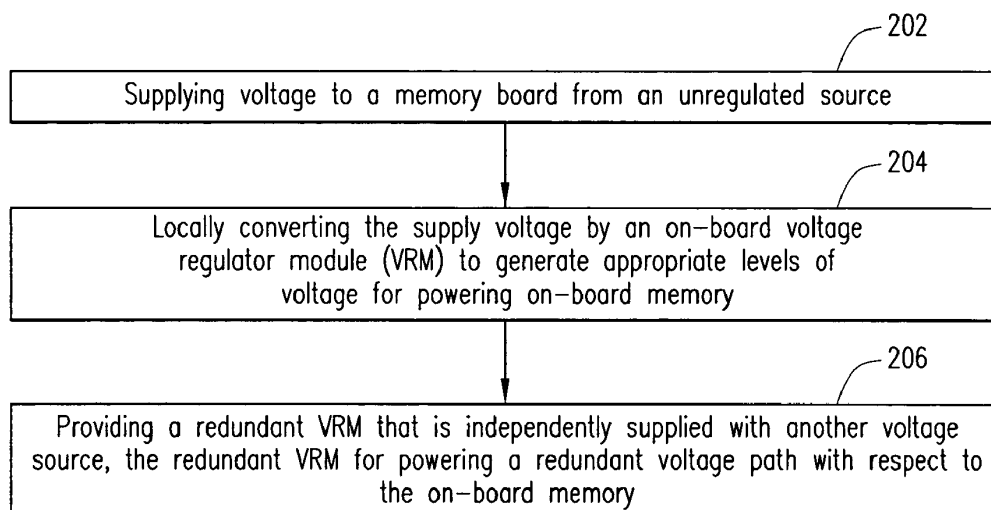 202
Supplying voltage to a memory board from an unregulated source
204
Locally converting the supply voltage by an on-board voltage
regulator module (VRM) to generate appropriate levels of
voltage for powering on-board memory
206
Providing a redundant VRM that is independently supplied with another voltage
source, the redundant VRM for powering a redundant voltage path with respect to
the on-board memory